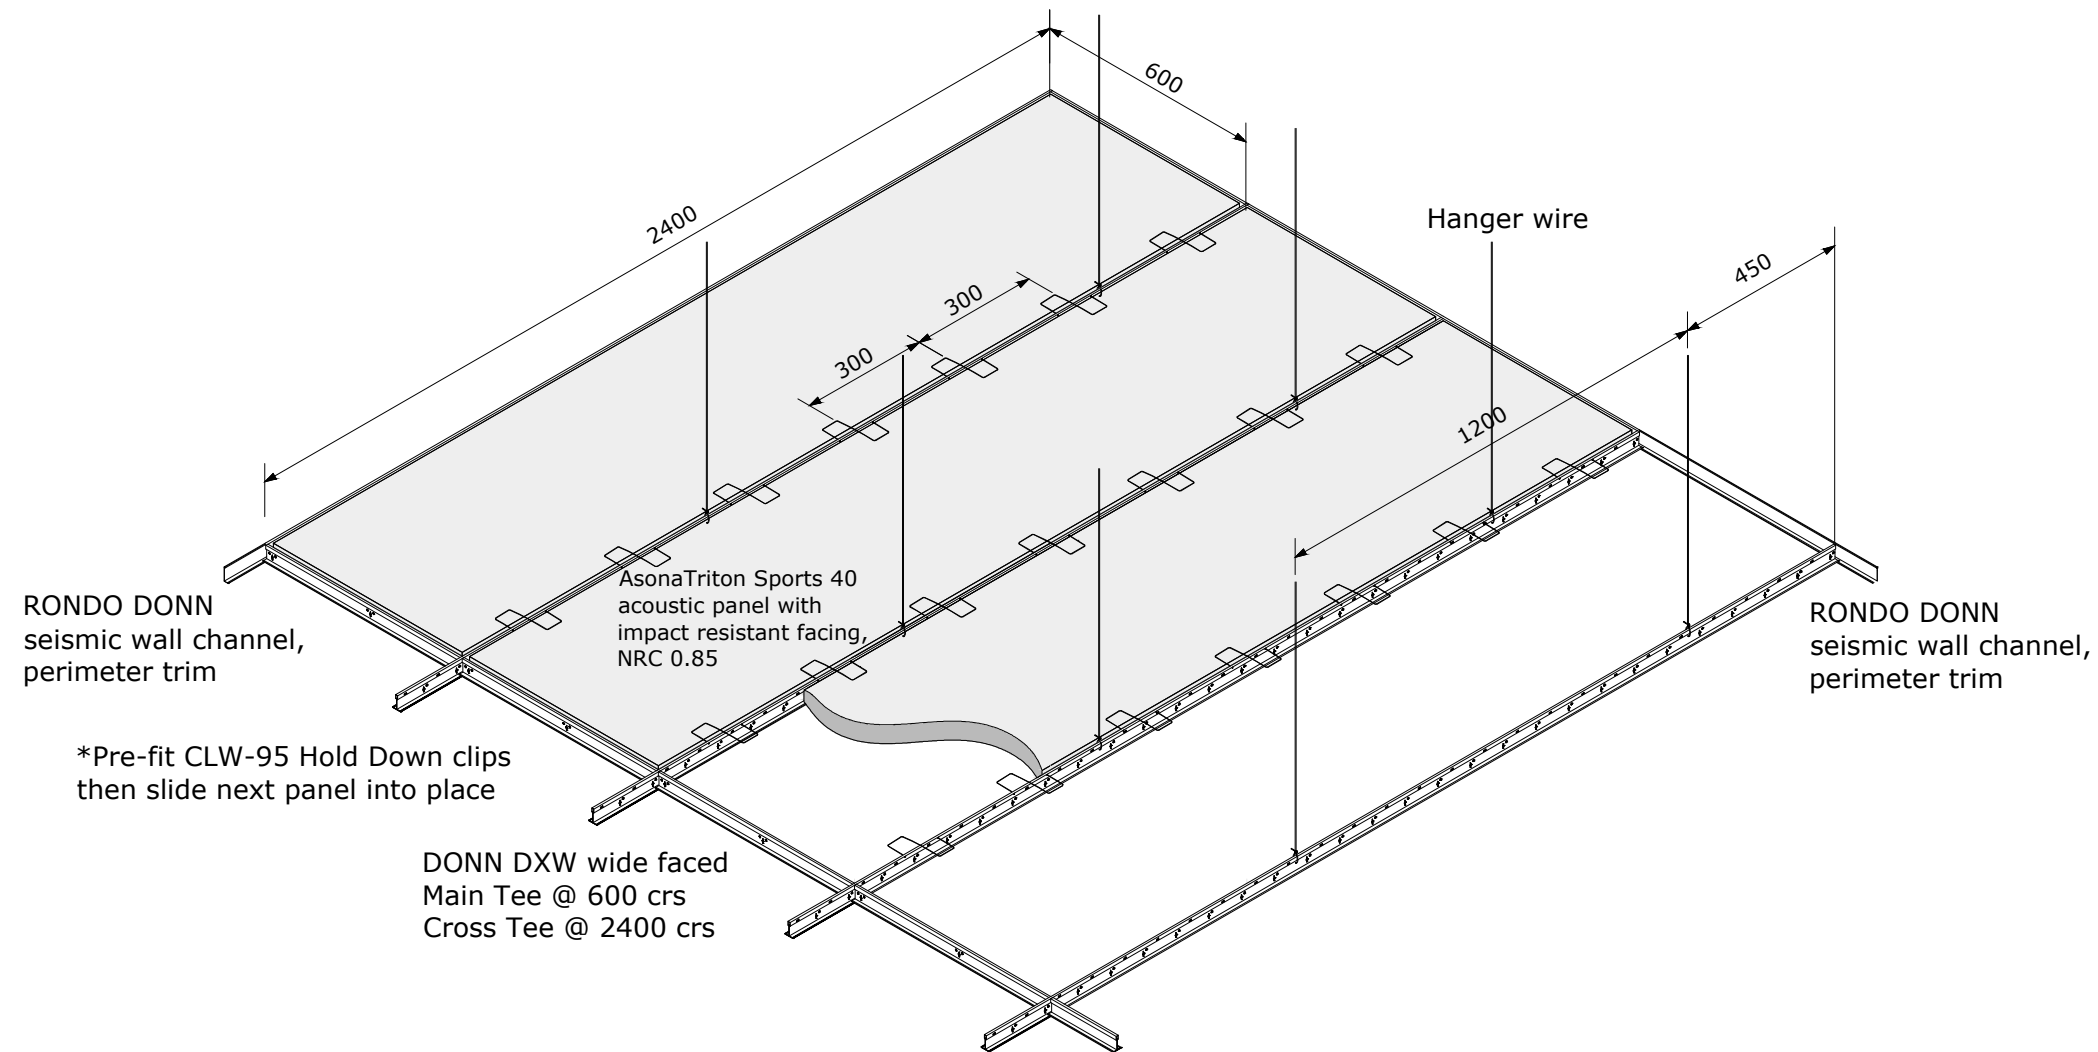 600
2400
Hanger wire
450
300
300
1200
AsonaTriton Sports 40
acoustic panel with
impact resistant facing,
NRC 0.85
RONDO DONN
seismic wall channel,
perimeter trim
RONDO DONN
seismic wall channel,
perimeter trim
*Pre-fit CLW-95 Hold Down clips
then slide next panel into place
DONN DXW wide faced
Main Tee @ 600 crs
Cross Tee @ 2400 crs